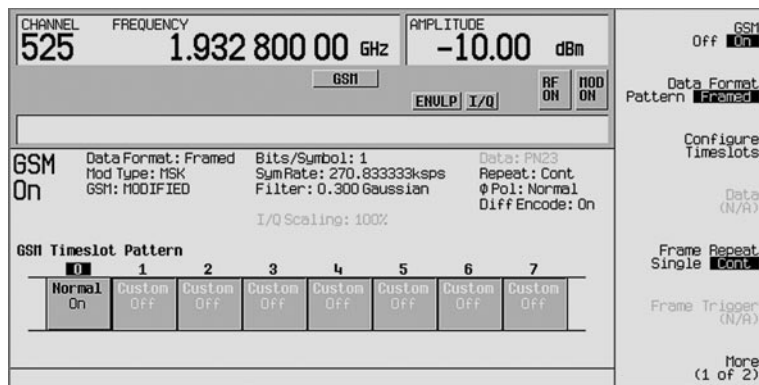 CHANNEL FREQUENCY AMPLITUDE
525 1.932 800 00 GHz -10.00 dBm
GSM
RF ON
MOD ON
ENVLP I/Q
GSM On
Data Format: Framed
Mod Type: MSK
GSM: MODIFIED
Bits/Symbol: 1
Sym Rate: 270.833333ksps
Filter: 0.300 Gaussian
I/Q Scaling: 100%
Data: PN23
Repeat: Cont
φ Pol: Normal
Diff Encode: On
GSM Timeslot Pattern
0 1 2 3 4 5 6 7
Normal Custom Custom Custom Custom Custom Custom Custom
On Off Off Off Off Off Off Off
GSM
Off On
Data Format
Pattern Framed
Configure
Timeslots
Data
(N/A)
Frame Repeat
Single Cont
Frame Trigger
(N/A)
More
(1 of 2)